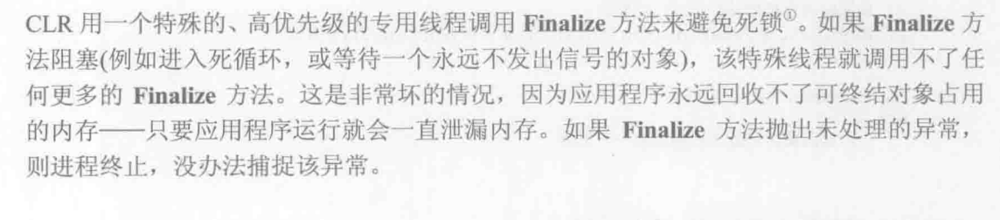 CLR 用一个特殊的、高优先级的专用线程调用 Finalize 方法来避免死锁①。如果 Finalize 方
法阻塞(例如进入死循环，或等待一个永远不发出信号的对象)，该特殊线程就调用不了任
何更多的 Finalize 方法。这是非常坏的情况，因为应用程序永远回收不了可终结对象占用
的内存——只要应用程序运行就会一直泄漏内存。如果 Finalize 方法抛出未处理的异常，
则进程终止，没办法捕捉该异常。